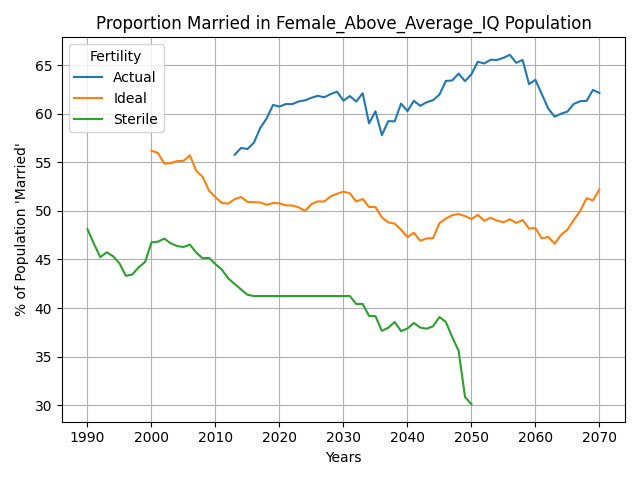 Proportion Married in Female_Above_Average_IQ Population
Fertility
Actual
Ideal
Sterile
% of Population 'Married'
65
60
55
50
45
40
35
30
1990 2000 2010 2020 2030 2040 2050 2060 2070
Years